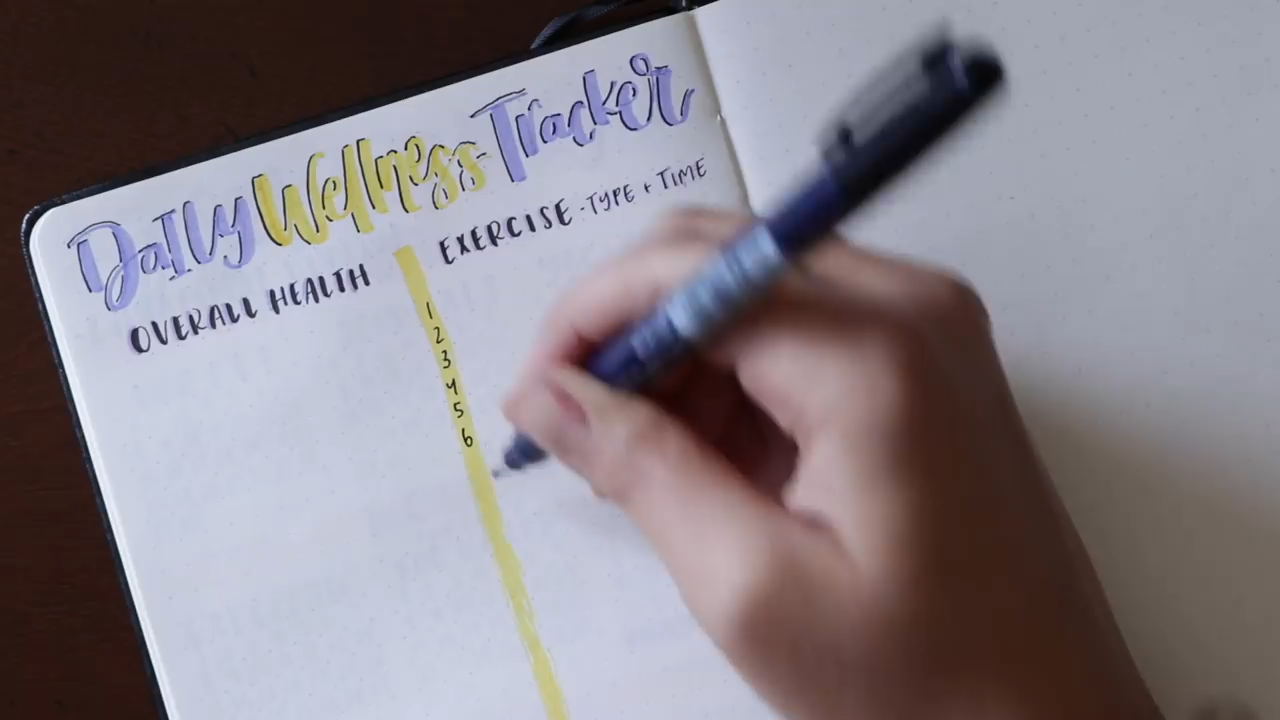 DaIly Wellness Tracker
OVERALL HEALTH
EXERCISE - TYPE + TIME
1
2
3
4
5
6